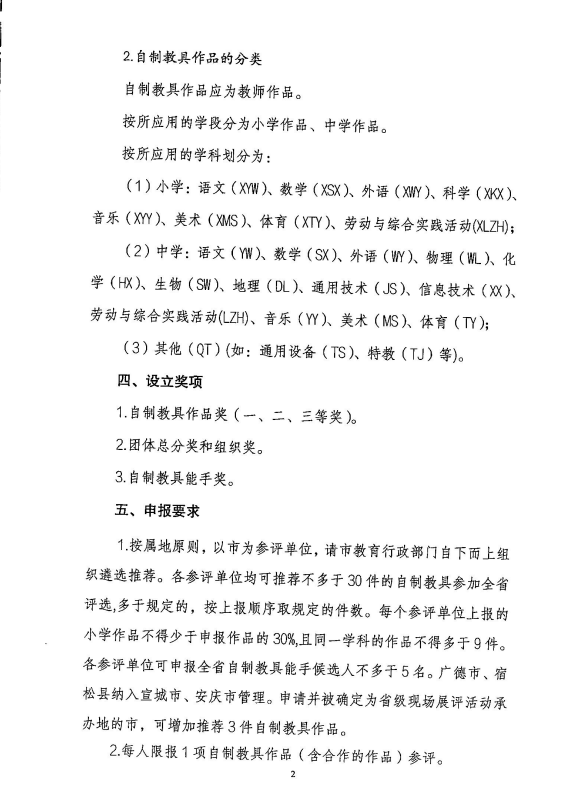 2.自制教具作品的分类
自制教具作品应为教师作品。
按所应用的学段分为小学作品、中学作品。
按所应用的学科划分为：
（1）小学：语文（XYW）、数学（XSX）、外语（XWY）、科学（XKX）、
音乐（XYY）、美术（XMS）、体育（XTY）、劳动与综合实践活动(XLZH)；
（2）中学：语文（YW）、数学（SX）、外语（WY）、物理（WL）、化
学（HX）、生物（SW）、地理（DL）、通用技术（JS）、信息技术（XX）、
劳动与综合实践活动(LZH)、音乐（YY）、美术（MS）、体育（TY）；
（3）其他（QT）(如：通用设备（TS）、特教（TJ）等)。
四、设立奖项
1.自制教具作品奖（一、二、三等奖）。
2.团体总分奖和组织奖。
3.自制教具能手奖。
五、申报要求
1.按属地原则，以市为参评单位，请市教育行政部门自下而上组
织遴选推荐。各参评单位均可推荐不多于30件的自制教具参加全省
评选,多于规定的，按上报顺序取规定的件数。每个参评单位上报的
小学作品不得少于申报作品的30%,且同一学科的作品不得多于9件。
各参评单位可申报全省自制教具能手候选人不多于5名。广德市、宿
松县纳入宣城市、安庆市管理。申请并被确定为省级现场展评活动承
办地的市，可增加推荐3件自制教具作品。
2.每人限报1项自制教具作品（含合作的作品）参评。
2